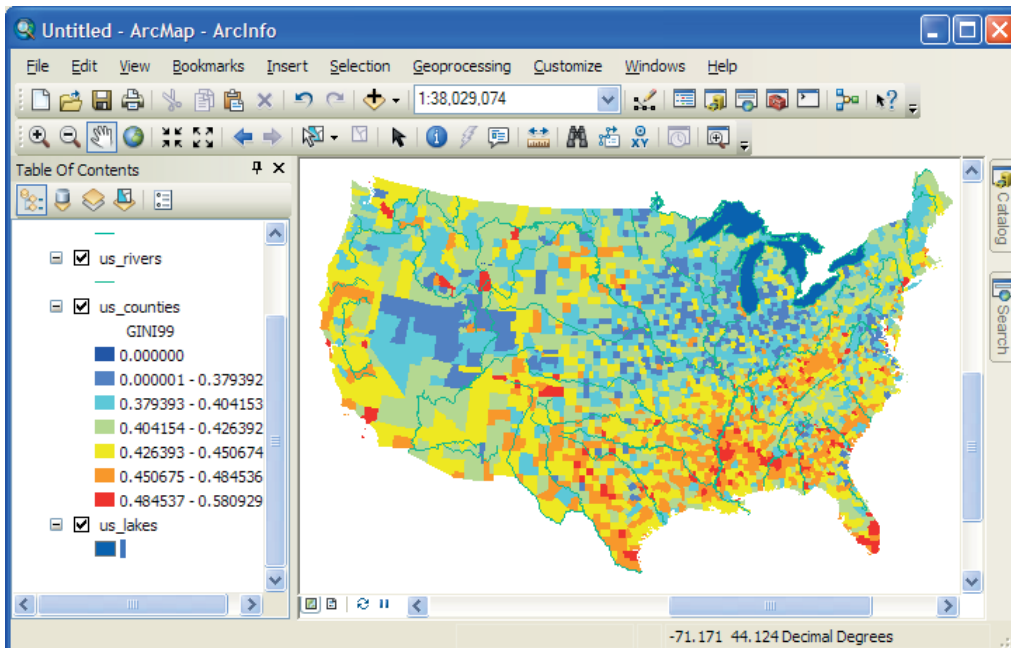 Untitled - ArcMap - ArcInfo
File Edit View Bookmarks Insert Selection Geoprocessing Customize Windows Help
1:38,029,074
XY
Table Of Contents
us_rivers
us_counties
GINI99
0.000000
0.000001 - 0.379392
0.379393 - 0.404153
0.404154 - 0.426392
0.426393 - 0.450674
0.450675 - 0.484536
0.484537 - 0.580929
us_lakes
Catalog
Search
-71.171 44.124 Decimal Degrees